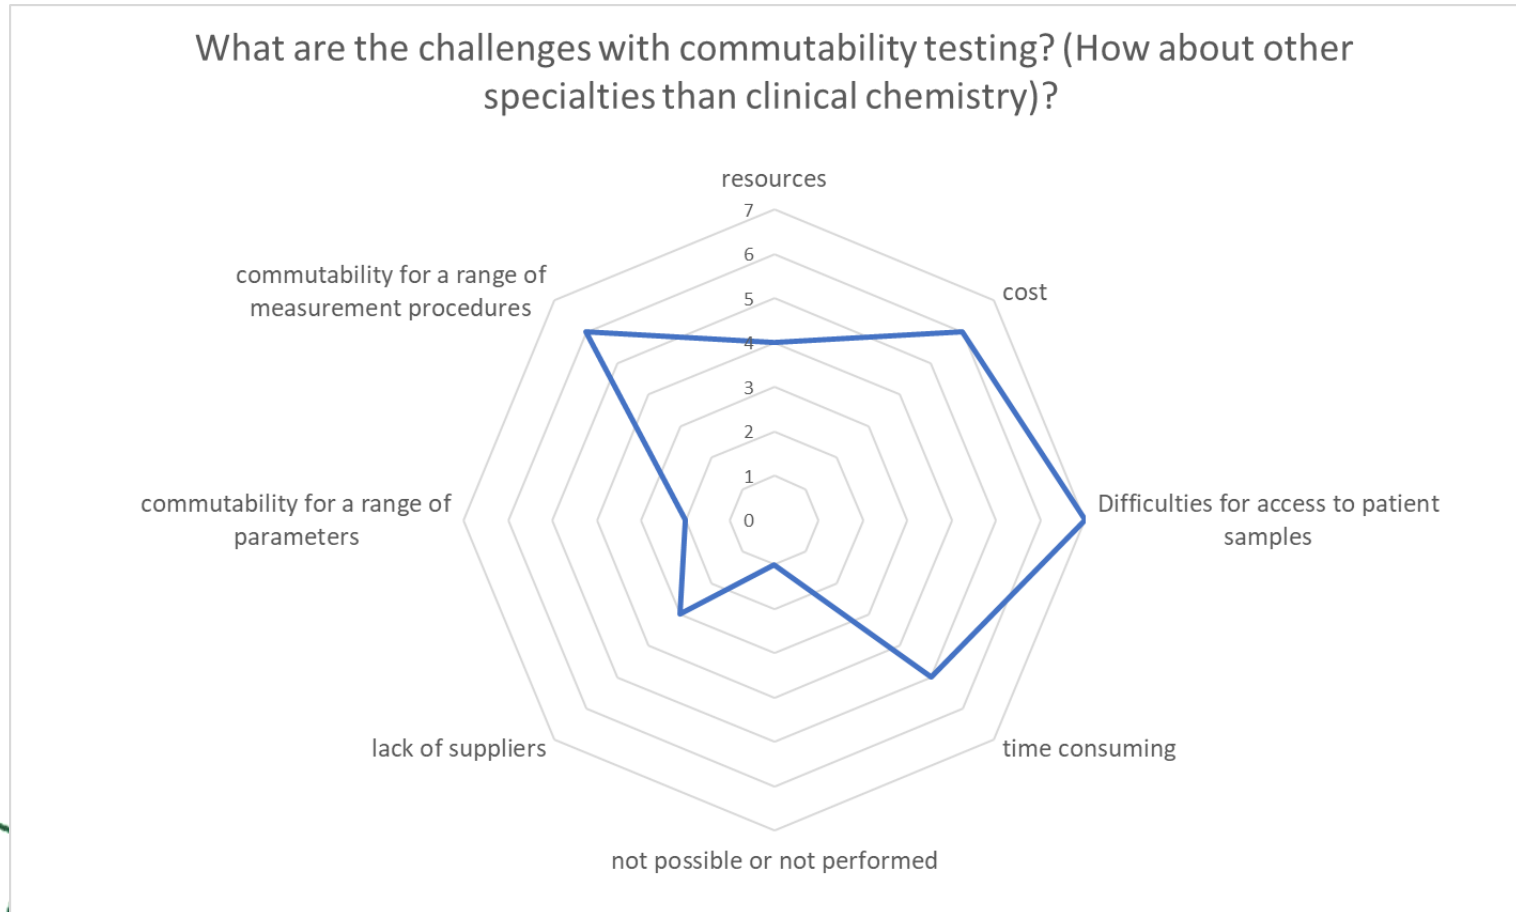 What are the challenges with commutability testing? (How about other
specialties than clinical chemistry)?
resources
7
6
5
4
3
2
1
0
cost
Difficulties for access to patient
samples
time consuming
not possible or not performed
lack of suppliers
commutability for a range of
parameters
commutability for a range of
measurement procedures